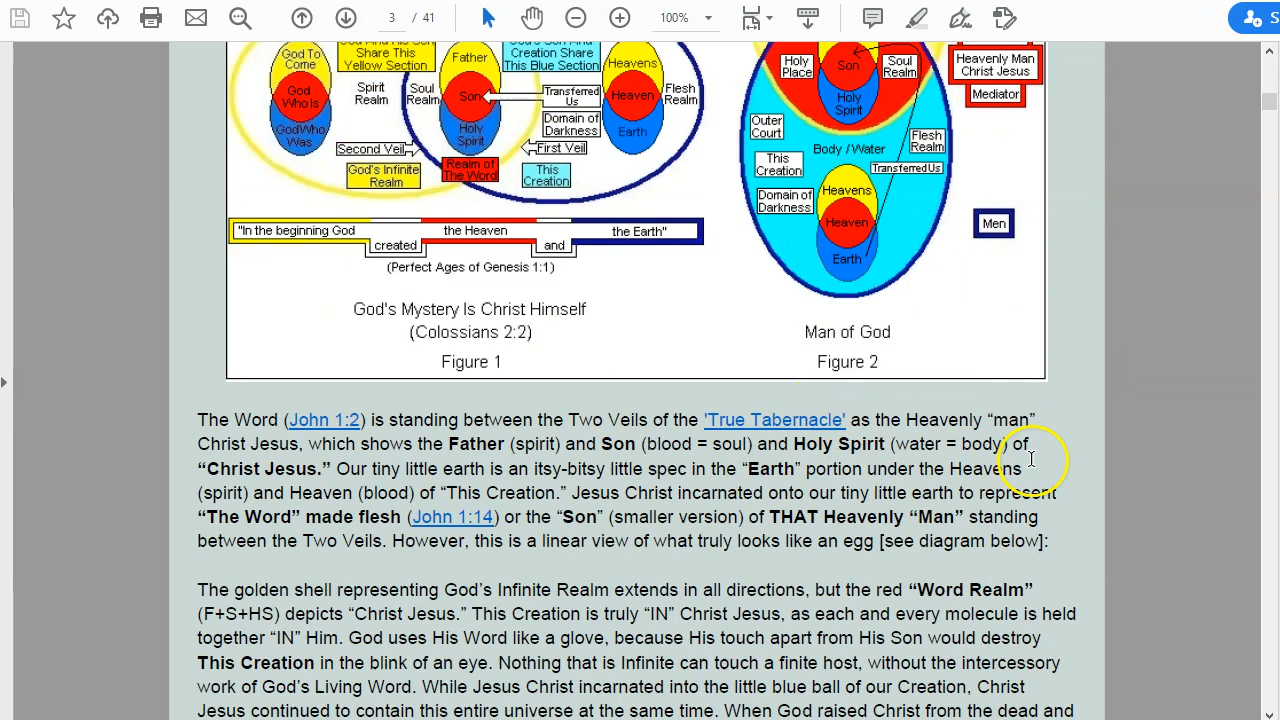 3 / 41
100%
S
God To Come
God And His Son Share This Yellow Section
Father
God's Son And Creation Share This Blue Section
Heavens
God Who Is
Spirit Realm
Soul Realm
Son
Transferred Us
Heaven
Flesh Realm
God Who Was
Holy Spirit
Domain of Darkness
Earth
Second Veil
First Veil
God's Infinite Realm
Realm of The Word
This Creation
"In the beginning God
created
the Heaven
and
the Earth"
(Perfect Ages of Genesis 1:1)
God's Mystery Is Christ Himself
(Colossians 2:2)
Figure 1
Holy Place
Son
Soul Realm
Heavenly Man
Christ Jesus
Mediator
Holy Spirit
Outer Court
Body / Water
Flesh Realm
This Creation
Transferred Us
Domain of Darkness
Heavens
Heaven
Earth
Men
Man of God
Figure 2
The Word (John 1:2) is standing between the Two Veils of the 'True Tabernacle' as the Heavenly “man”
Christ Jesus, which shows the Father (spirit) and Son (blood = soul) and Holy Spirit (water = body) of
“Christ Jesus.” Our tiny little earth is an itsy-bitsy little spec in the “Earth” portion under the Heavens
(spirit) and Heaven (blood) of “This Creation.” Jesus Christ incarnated onto our tiny little earth to represent
“The Word” made flesh (John 1:14) or the “Son” (smaller version) of THAT Heavenly “Man” standing
between the Two Veils. However, this is a linear view of what truly looks like an egg [see diagram below]:
The golden shell representing God’s Infinite Realm extends in all directions, but the red “Word Realm”
(F+S+HS) depicts “Christ Jesus.” This Creation is truly “IN” Christ Jesus, as each and every molecule is held
together “IN” Him. God uses His Word like a glove, because His touch apart from His Son would destroy
This Creation in the blink of an eye. Nothing that is Infinite can touch a finite host, without the intercessory
work of God’s Living Word. While Jesus Christ incarnated into the little blue ball of our Creation, Christ
Jesus continued to contain this entire universe at the same time. When God raised Christ from the dead and